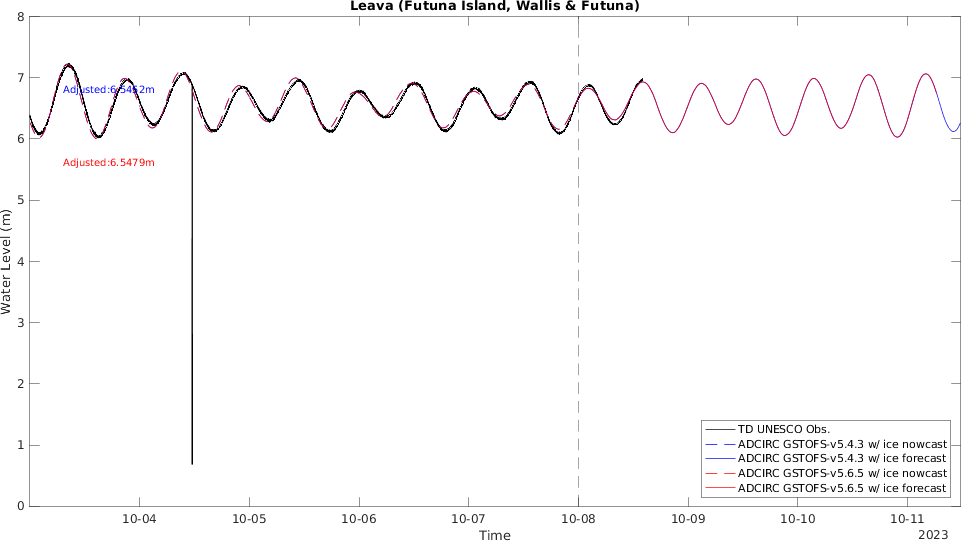 Leava (Futuna Island, Wallis & Futuna)
8
7
6
5
4
3
2
1
0
Water Level (m)
Adjusted:6.5452m
Adjusted:6.5479m
TD UNESCO Obs.
ADCIRC GSTOFS-v5.4.3 w/ ice nowcast
ADCIRC GSTOFS-v5.4.3 w/ ice forecast
ADCIRC GSTOFS-v5.6.5 w/ ice nowcast
ADCIRC GSTOFS-v5.6.5 w/ ice forecast
10-04 10-05 10-06 10-07 10-08 10-09 10-10 10-11
Time
2023